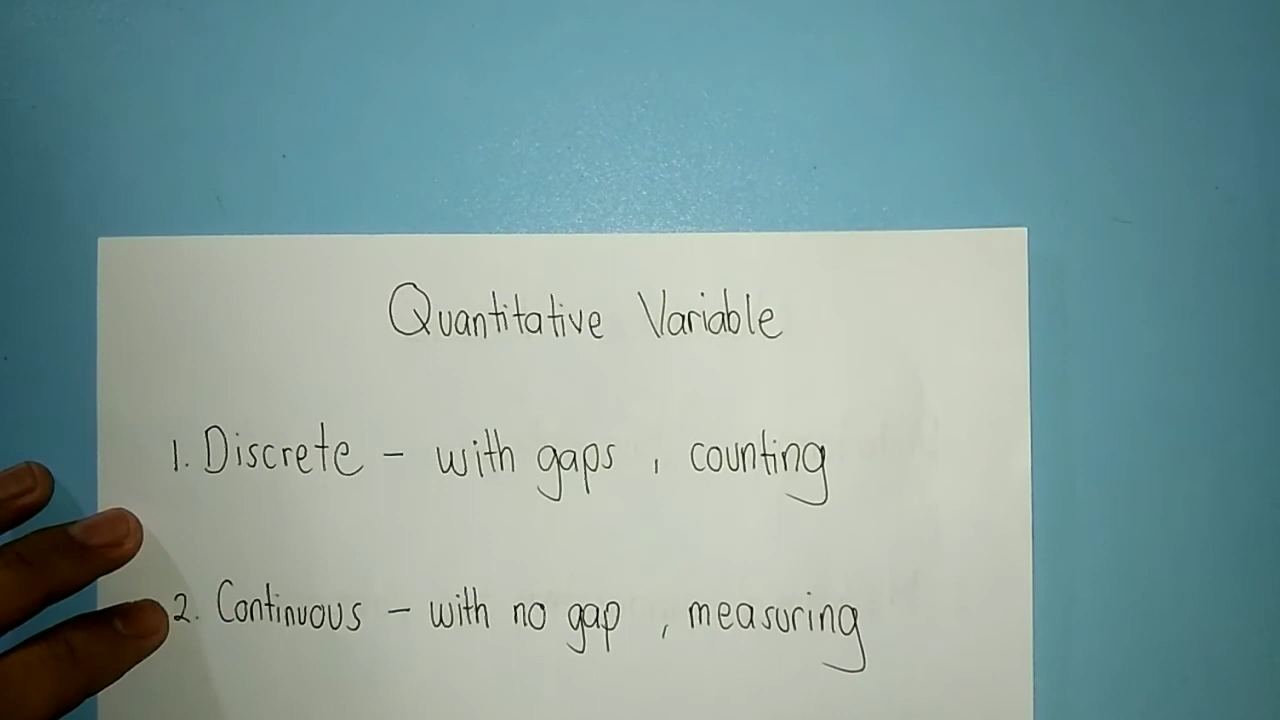 Quantitative Variable
1. Discrete - with gaps , counting
2. Continuous - with no gap , measuring